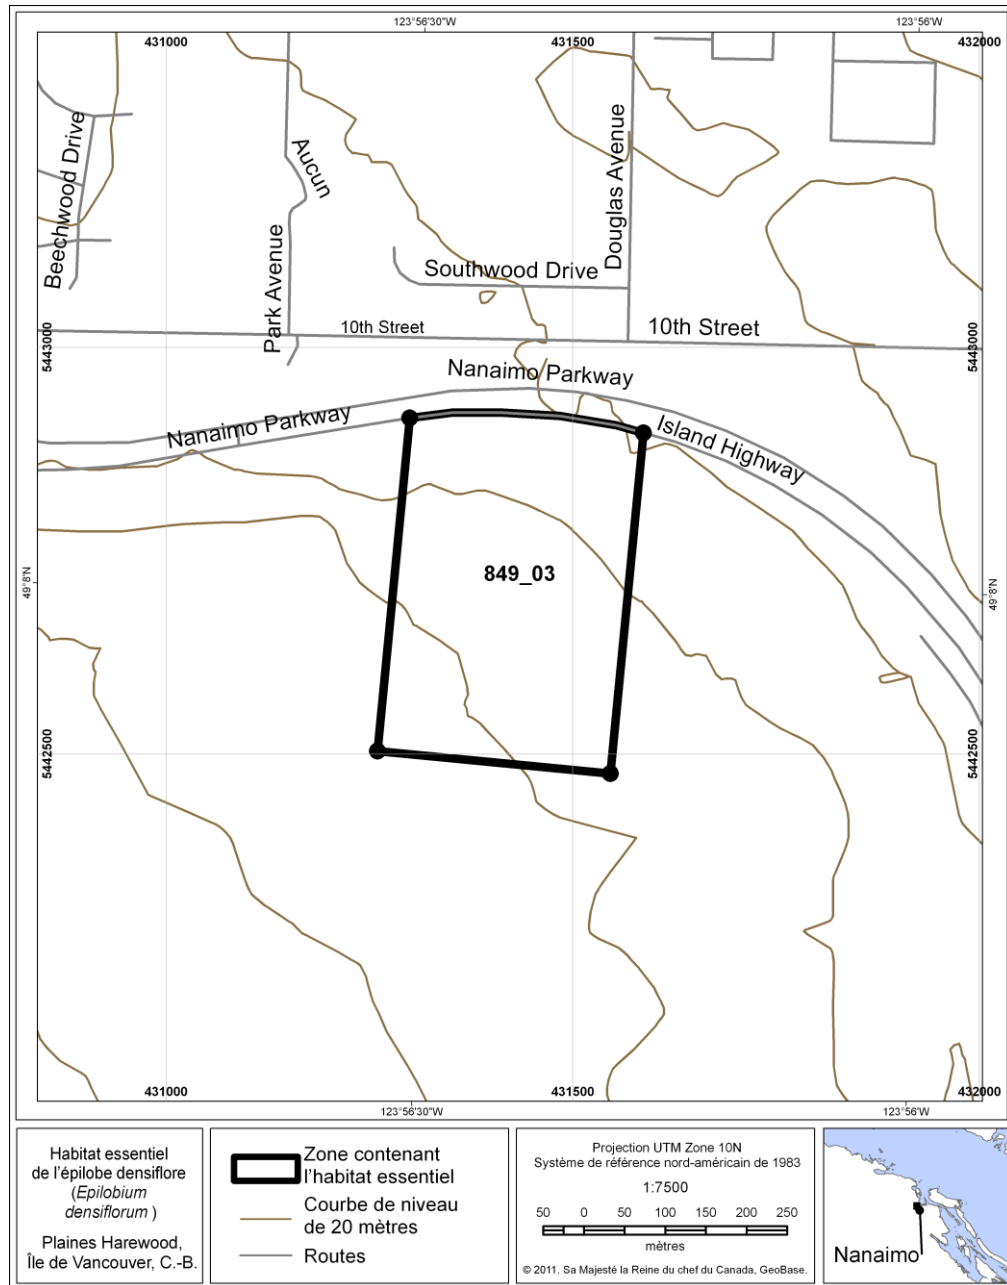 123°56'30"W
123°56'W
431000
431500
432000
Beechwood Drive
Aucun
Park Avenue
Douglas Avenue
Southwood Drive
10th Street
10th Street
5443000
5443000
Nanaimo Parkway
Nanaimo Parkway
Island Highway
849_03
49°8'N
49°8'N
5442500
5442500
431000
431500
432000
123°56'30"W
123°56'W
Habitat essentiel
de l'épilobe densiflore
(Epilobium
densiflorum )
Plaines Harewood,
Île de Vancouver, C.-B.
Zone contenant
l'habitat essentiel
Courbe de niveau
de 20 mètres
Routes
Projection UTM Zone 10N
Système de référence nord-américain de 1983
1:7500
50 0 50 100 150 200 250
mètres
© 2011. Sa Majesté la Reine du chef du Canada, GeoBase.
Nanaimo